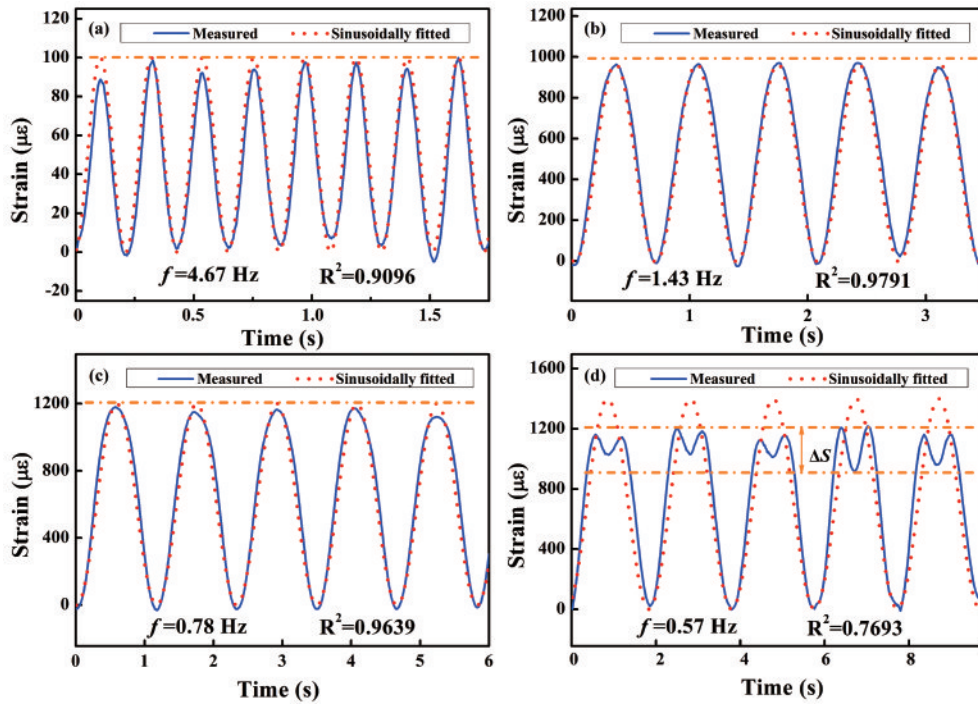 (a) Measured Sinusoidally fitted
120
100
80
60
40
20
0
-20
Strain (με)
f=4.67 Hz R²=0.9096
0.0 0.5 1.0 1.5
Time (s)
(b) Measured Sinusoidally fitted
1200
1000
800
600
400
200
0
-200
Strain (με)
f=1.43 Hz R²=0.9791
0 1 2 3
Time (s)
(c) Measured Sinusoidally fitted
1200
800
400
0
Strain (με)
f=0.78 Hz R²=0.9639
0 1 2 3 4 5 6
Time (s)
(d) Measured Sinusoidally fitted
1600
1200
800
400
0
Strain (με)
ΔS
f=0.57 Hz R²=0.7693
0 2 4 6 8
Time (s)